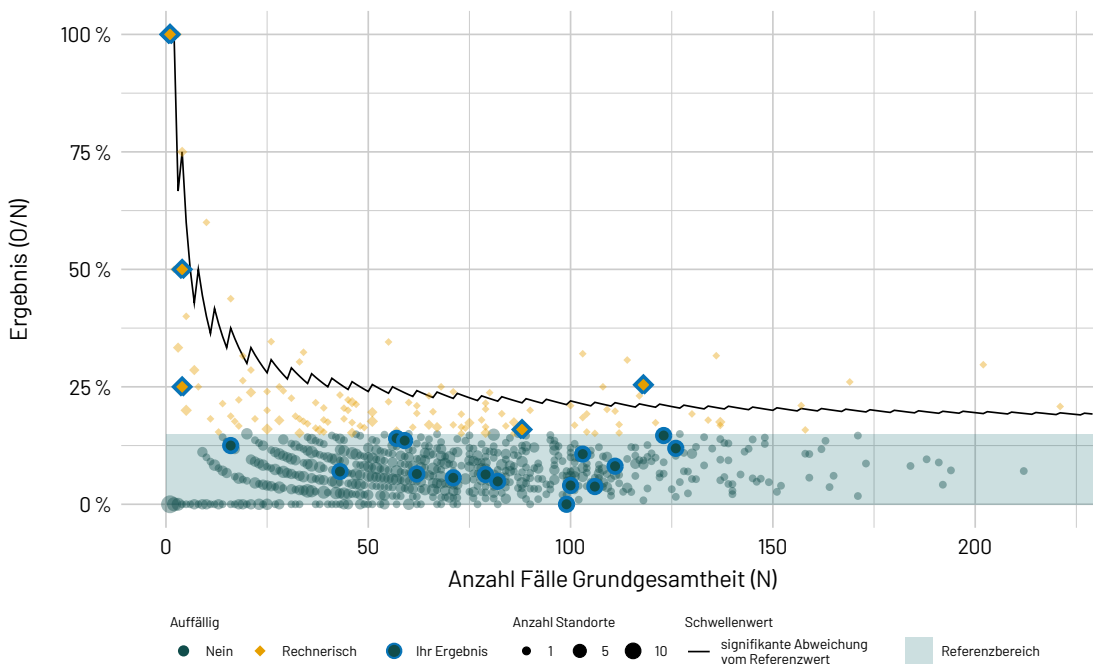 100 %
75 %
50 %
25 %
0 %
Ergebnis (O/N)
0
50
100
150
200
Anzahl Fälle Grundgesamtheit (N)
Auffällig
Nein
Rechnerisch
Ihr Ergebnis
Anzahl Standorte
1
5
10
Schwellenwert
signifikante Abweichung
vom Referenzwert
Referenzbereich